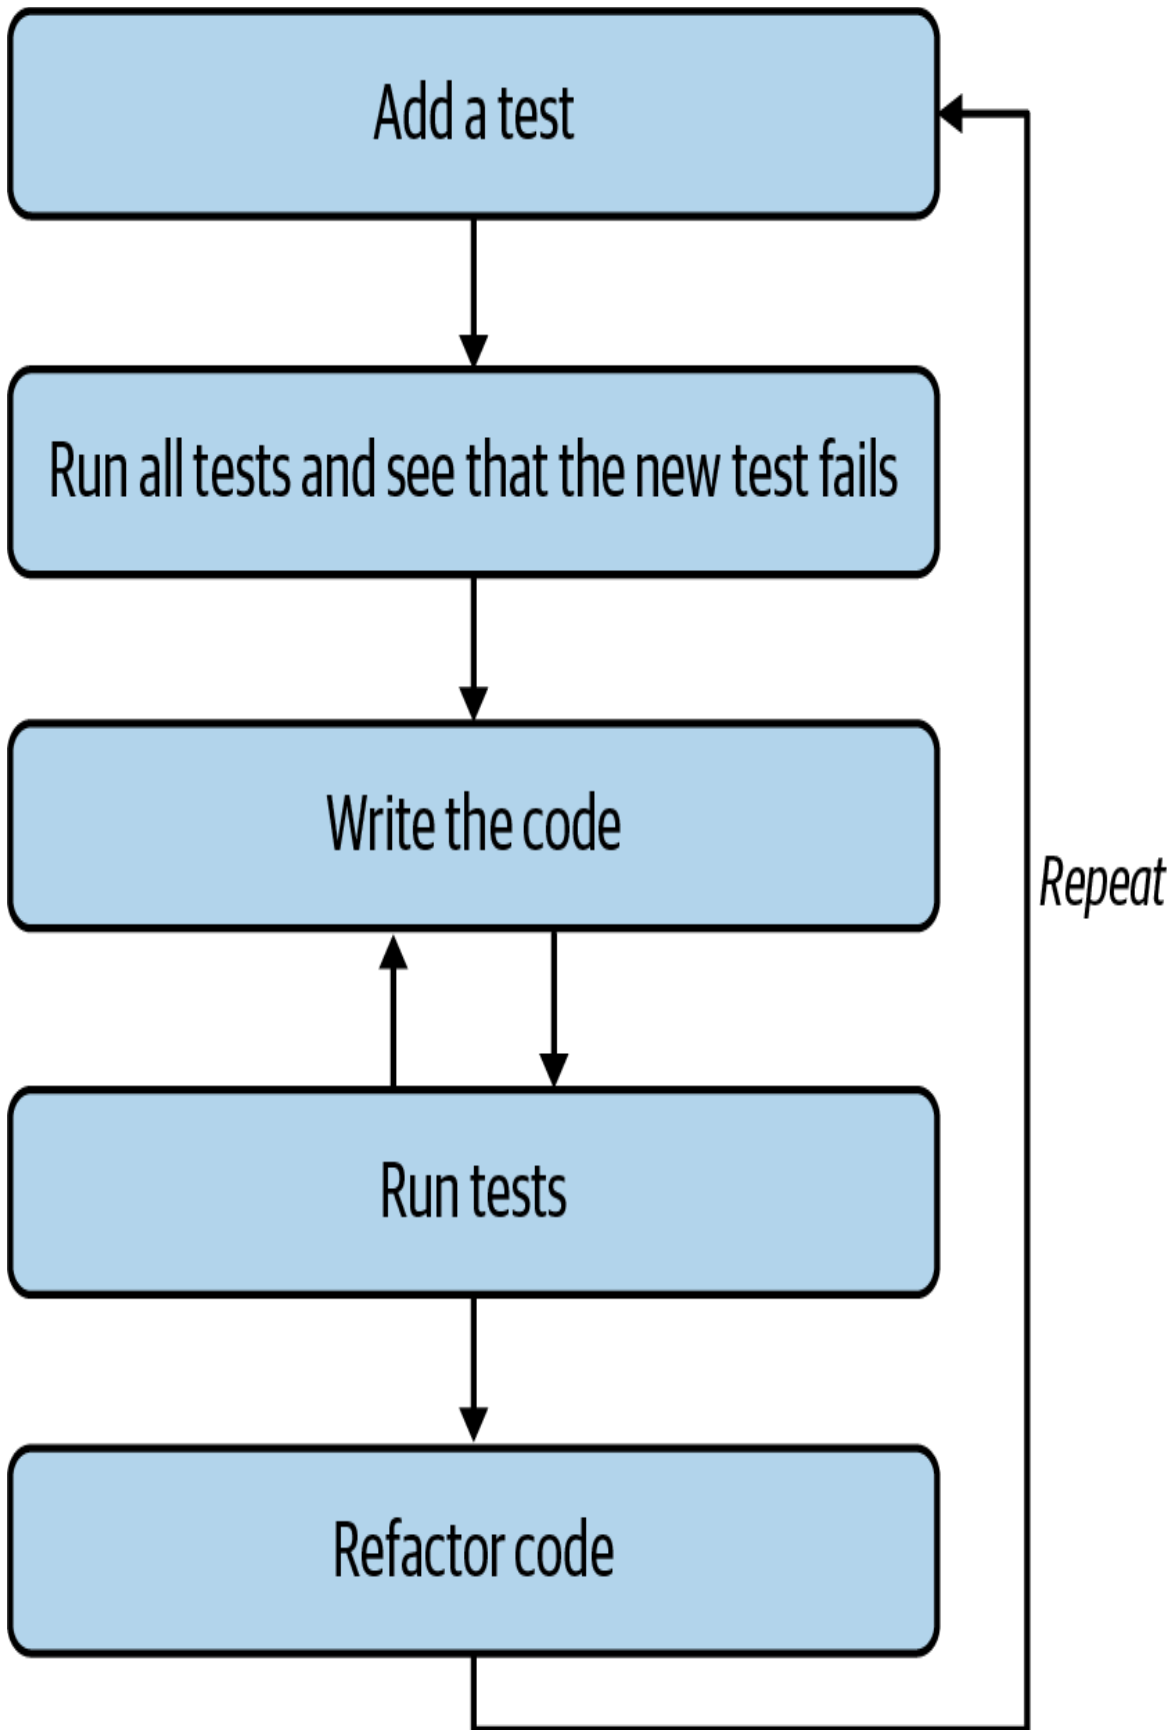 Add a test
Run all tests and see that the new test fails
Write the code
Repeat
Run tests
Refactor code